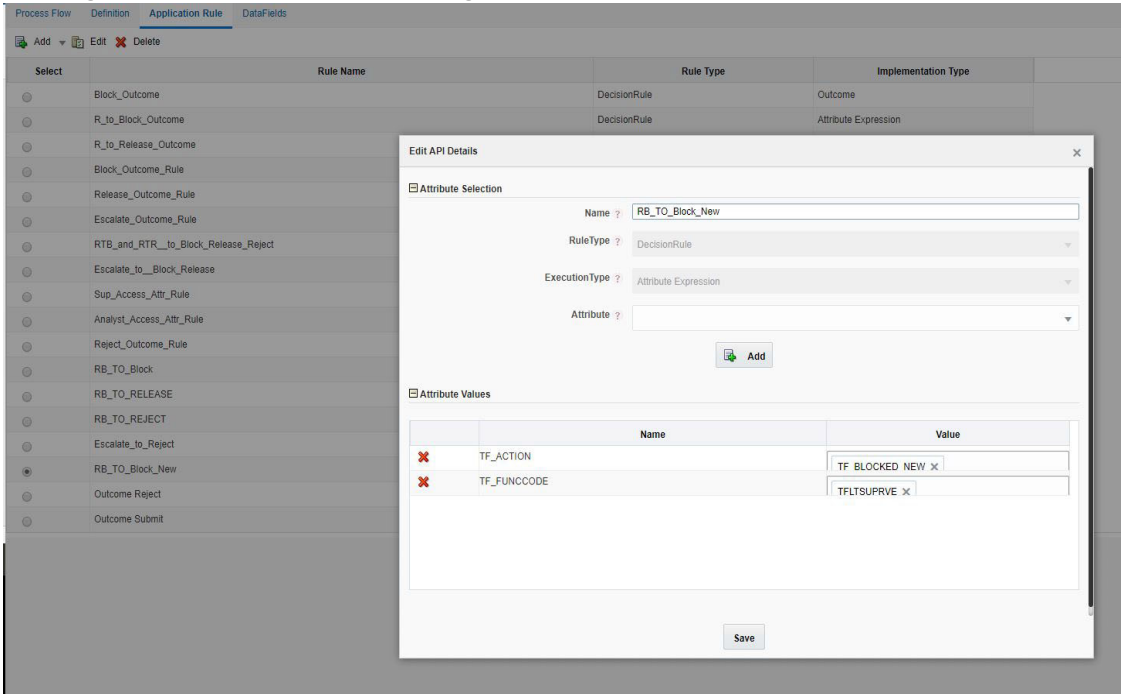 Process Flow Definition Application Rule DataFields
Add Edit Delete
Select Rule Name Rule Type Implementation Type
Block_Outcome DecisionRule Outcome
R_to_Block_Outcome DecisionRule Attribute Expression
R_to_Release_Outcome
Block_Outcome_Rule
Release_Outcome_Rule
Escalate_Outcome_Rule
RTB_and_RTR__to_Block_Release_Reject
Escalate_to__Block_Release
Sup_Access_Attr_Rule
Analyst_Access_Attr_Rule
Reject_Outcome_Rule
RB_TO_Block
RB_TO_RELEASE
RB_TO_REJECT
Escalate_to_Reject
RB_TO_Block_New
Outcome Reject
Outcome Submit
Edit API Details ×
Attribute Selection
Name ? RB_TO_Block_New
RuleType ? DecisionRule
ExecutionType ? Attribute Expression
Attribute ?
Add
Attribute Values
Name Value
TF_ACTION TF_BLOCKED_NEW ×
TF_FUNCCODE TFLTSUPRVE ×
Save